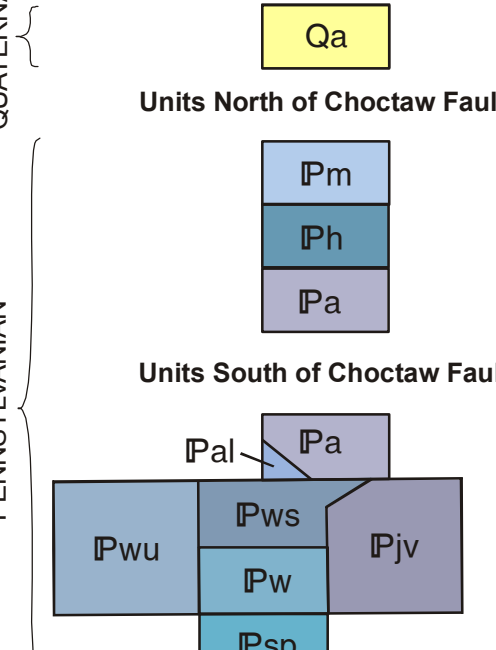 QUATERNA
Qa
Units North of Choctaw Faul
ℙm
ℙh
ℙa
PENNSYLVANIAN
Units South of Choctaw Faul
ℙal
ℙa
ℙws
ℙwu
ℙjv
ℙw
ℙsp